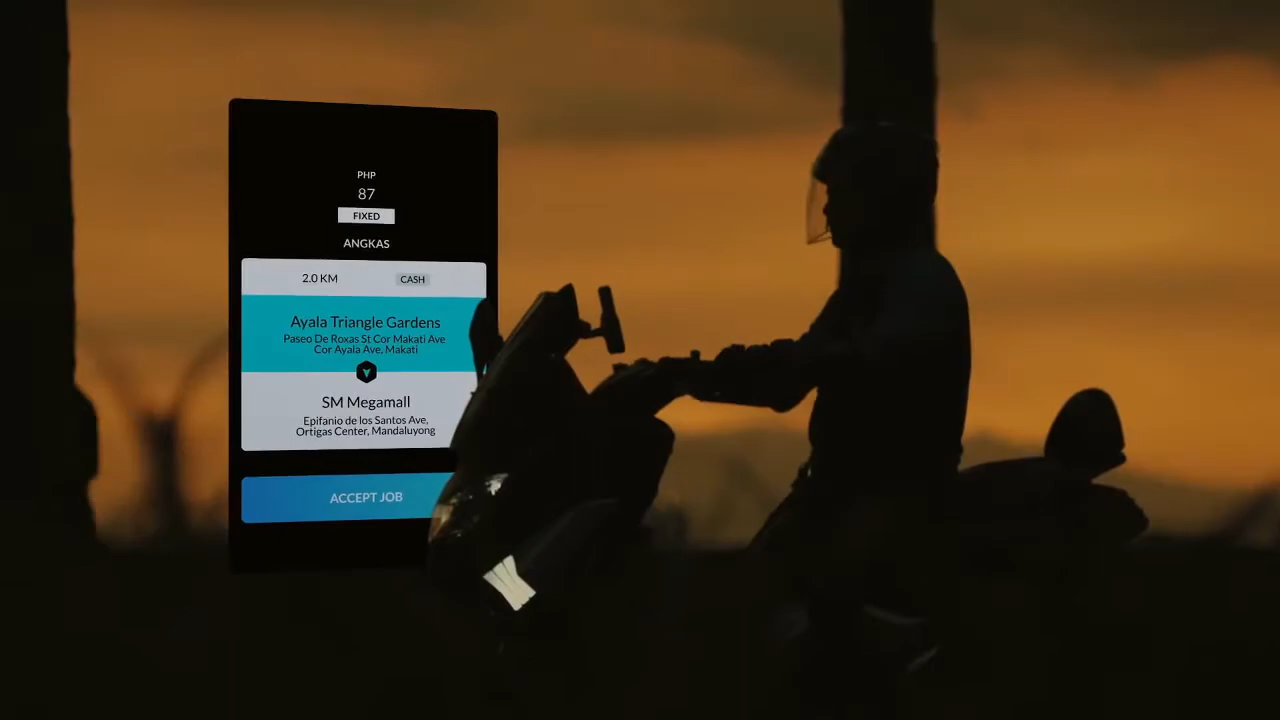 PHP
87
FIXED
ANGKAS
2.0 KM CASH
Ayala Triangle Gardens
Paseo De Roxas St Cor Makati Ave
Cor Ayala Ave, Makati
SM Megamall
Epifanio de los Santos Ave,
Ortigas Center, Mandaluyong
ACCEPT JOB